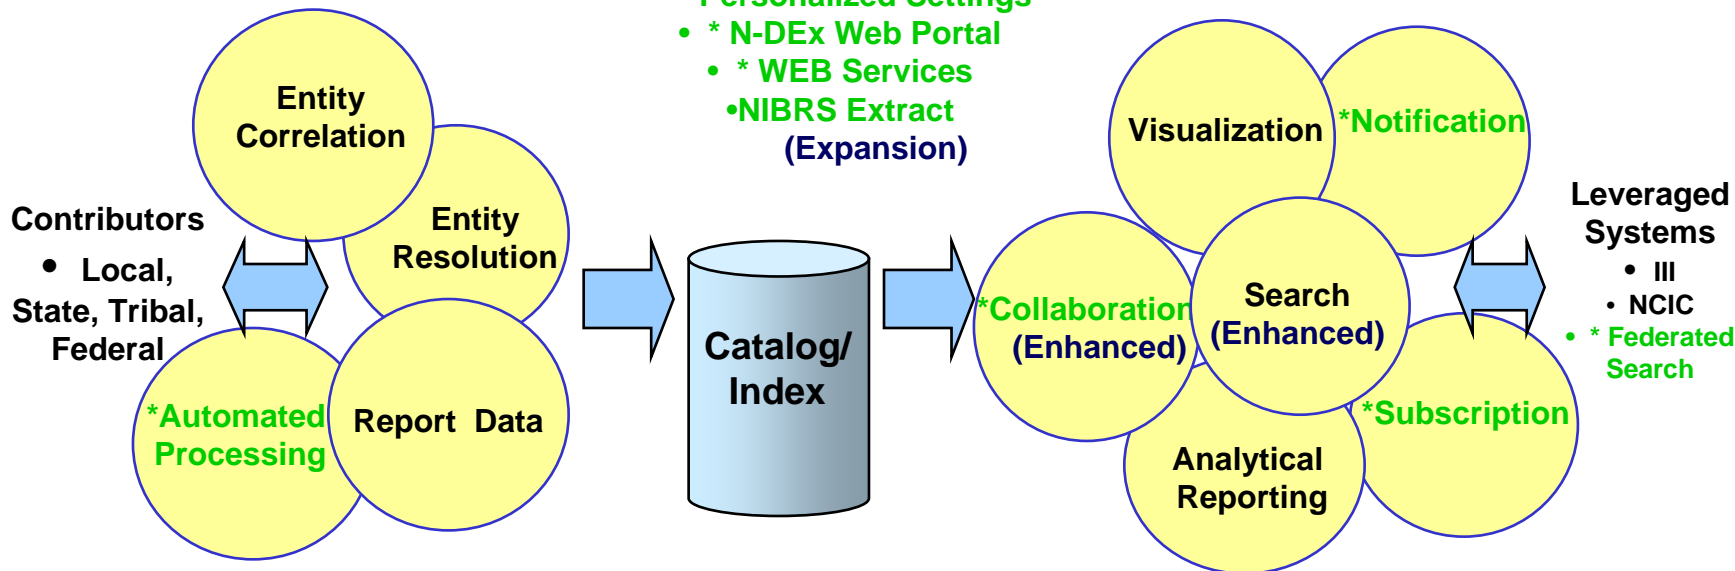 Personalized Settings
• * N-DEx Web Portal
• * WEB Services
•NIBRS Extract
(Expansion)
Entity
Correlation
Entity
Resolution
Contributors
• Local,
State, Tribal,
Federal
*Automated
Processing
Report Data
Catalog/
Index
Visualization
*Notification
*Collaboration
(Enhanced)
Search
(Enhanced)
*Subscription
Analytical
Reporting
Leveraged
Systems
• III
• NCIC
• * Federated
Search